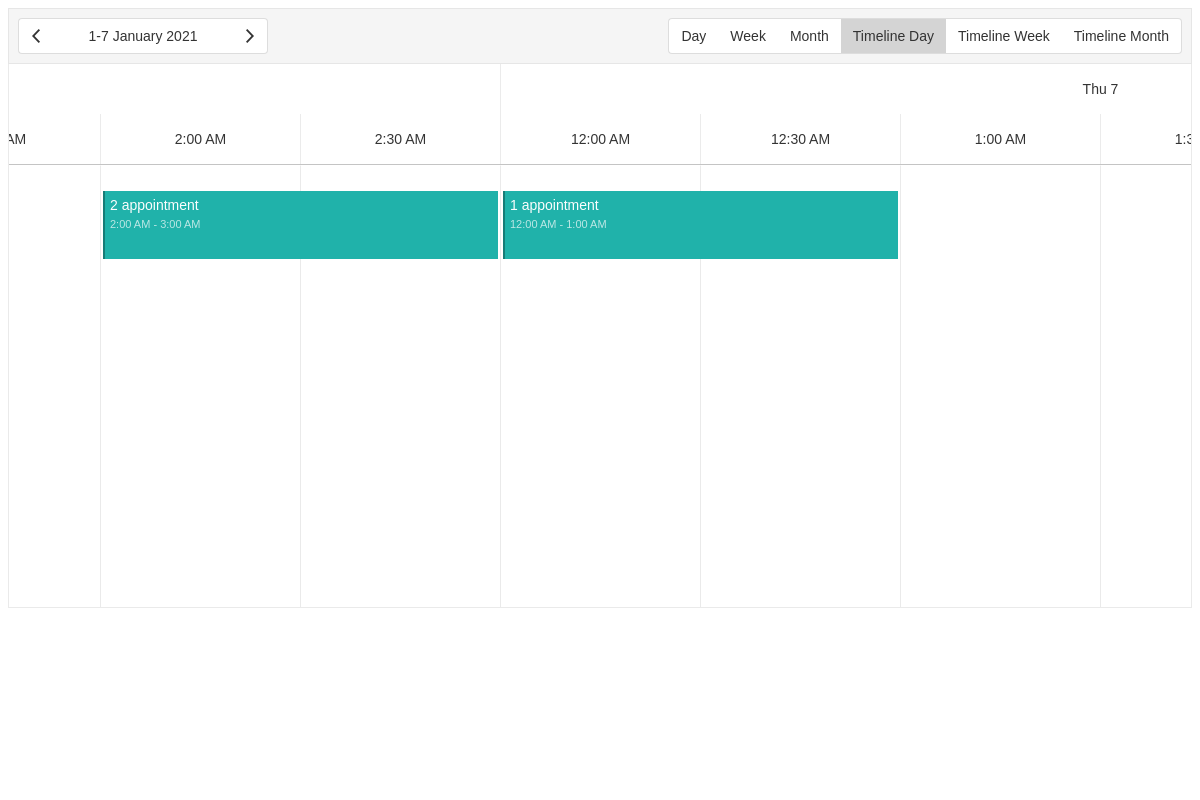 1-7 January 2021
Day Week Month Timeline Day Timeline Week Timeline Month
Thu 7
AM 2:00 AM 2:30 AM 12:00 AM 12:30 AM 1:00 AM
2 appointment
2:00 AM - 3:00 AM
1 appointment
12:00 AM - 1:00 AM